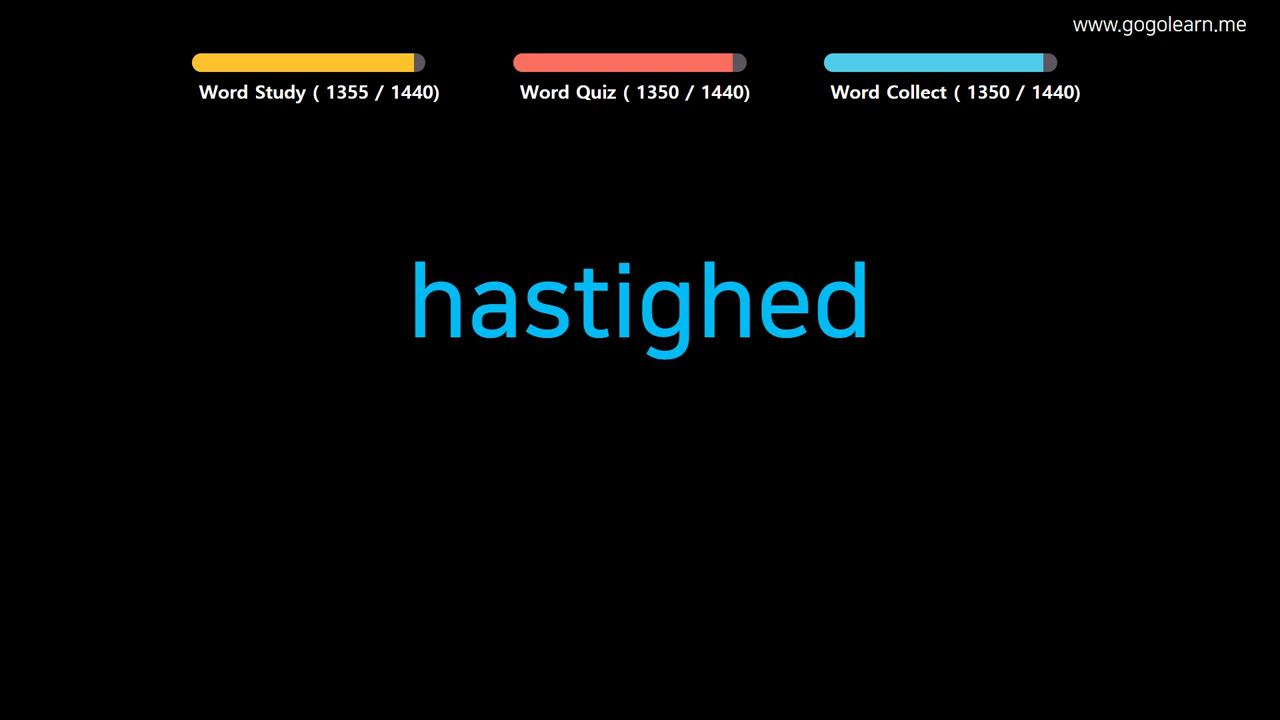 www.gogolearn.me
Word Study ( 1355 / 1440)
Word Quiz ( 1350 / 1440)
Word Collect ( 1350 / 1440)
hastighed